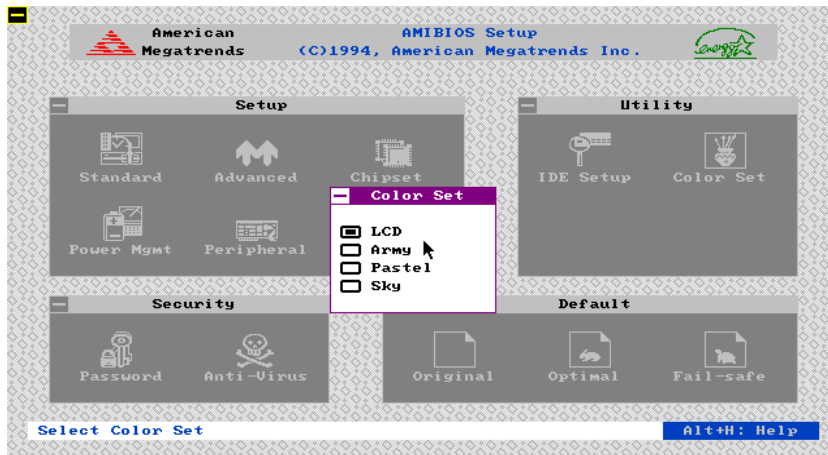 American
Megatrends
AMIBIOS Setup
(C)1994, American Megatrends Inc.
energy
Setup
Standard
Advanced
Chipset
Power Mgmt
Peripheral
Utility
IDE Setup
Color Set
Color Set
LCD
Army
Pastel
Sky
Security
Password
Anti-Virus
Default
Original
Optimal
Fail-safe
Select Color Set
Alt+H: Help